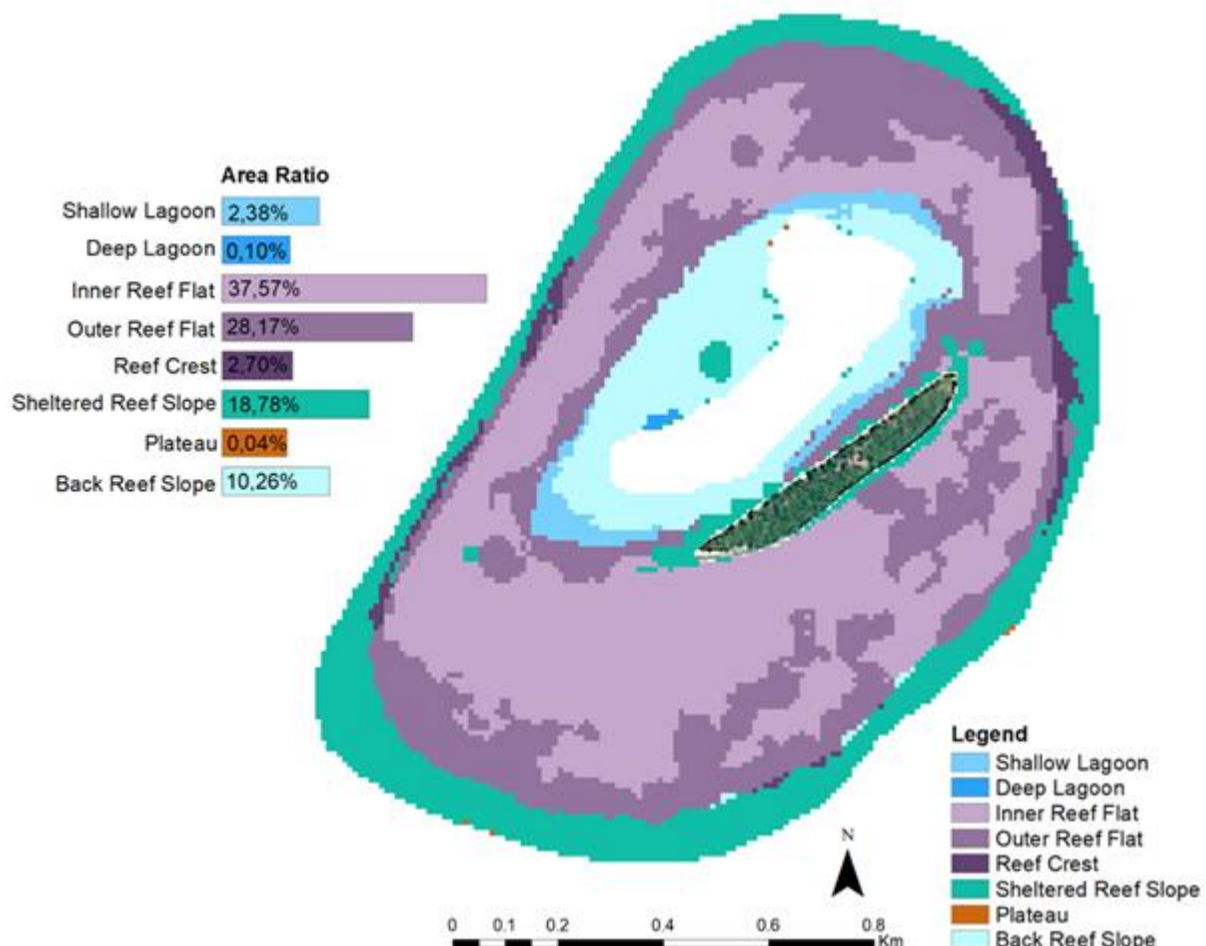 Area Ratio
Shallow Lagoon 2,38%
Deep Lagoon 0,10%
Inner Reef Flat 37,57%
Outer Reef Flat 28,17%
Reef Crest 2,70%
Sheltered Reef Slope 18,78%
Plateau 0,04%
Back Reef Slope 10,26%
Legend
Shallow Lagoon
Deep Lagoon
Inner Reef Flat
Outer Reef Flat
Reef Crest
Sheltered Reef Slope
Plateau
Back Reef Slope
N
0 0.1 0.2 0.4 0.6 0.8
Km